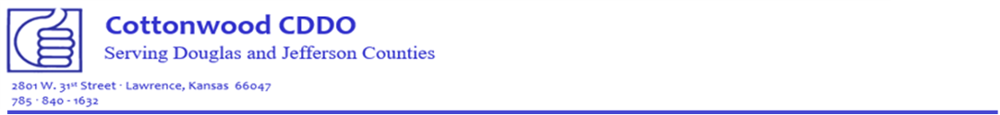 Cottonwood CDDO
Serving Douglas and Jefferson Counties
2801 W. 31st Street · Lawrence, Kansas 66047
785 · 840 - 1632